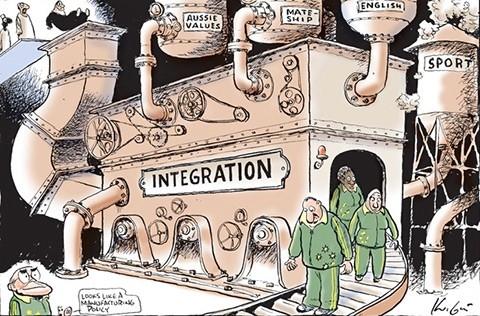 AUSSIE
VALUES
MATE-
SHIP
ENGLISH
SPORT
INTEGRATION
LOOKS LIKE A
MANUFACTURING
POLICY